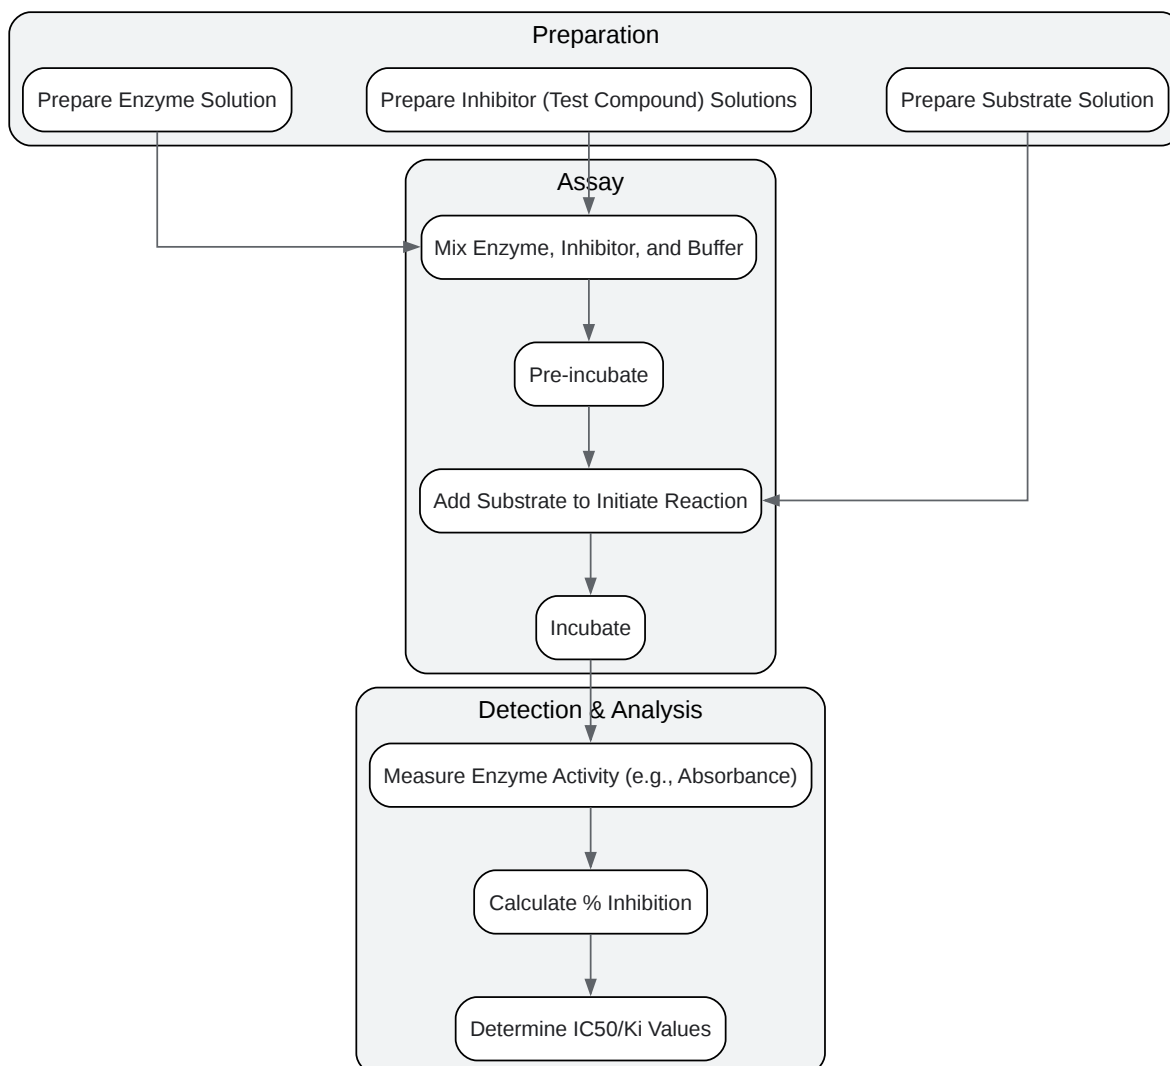 Preparation
Prepare Enzyme Solution
Prepare Inhibitor (Test Compound) Solutions
Prepare Substrate Solution
Assay
Mix Enzyme, Inhibitor, and Buffer
Pre-incubate
Add Substrate to Initiate Reaction
Incubate
Detection & Analysis
Measure Enzyme Activity (e.g., Absorbance)
Calculate % Inhibition
Determine IC50/Ki Values